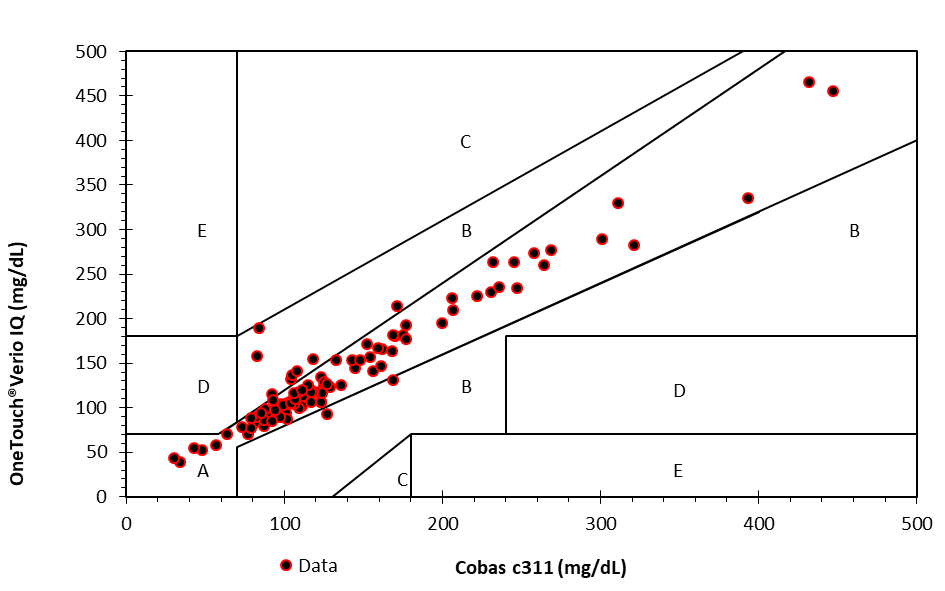 OneTouch®Verio IQ (mg/dL)
500
450
400
350
300
250
200
150
100
50
0
C
E
B
B
D
B
D
A
C
E
0 100 200 300 400 500
Data
Cobas c311 (mg/dL)